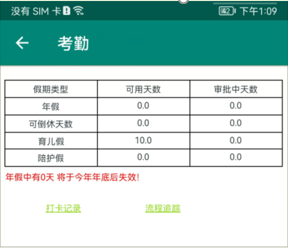 没有 SIM 卡 42 下午1:09
考勤
假期类型 可用天数 审批中天数
年假 0.0 0.0
可倒休天数 0.0 0.0
育儿假 10.0 0.0
陪护假 0.0 0.0
年假中有0天 将于今年年底后失效!
打卡记录 流程追踪